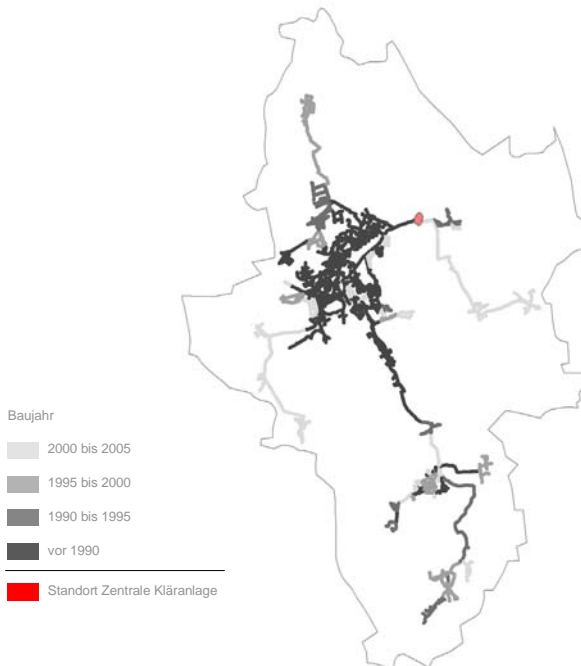 Baujahr
2000 bis 2005
1995 bis 2000
1990 bis 1995
vor 1990
Standort Zentrale Kläranlage